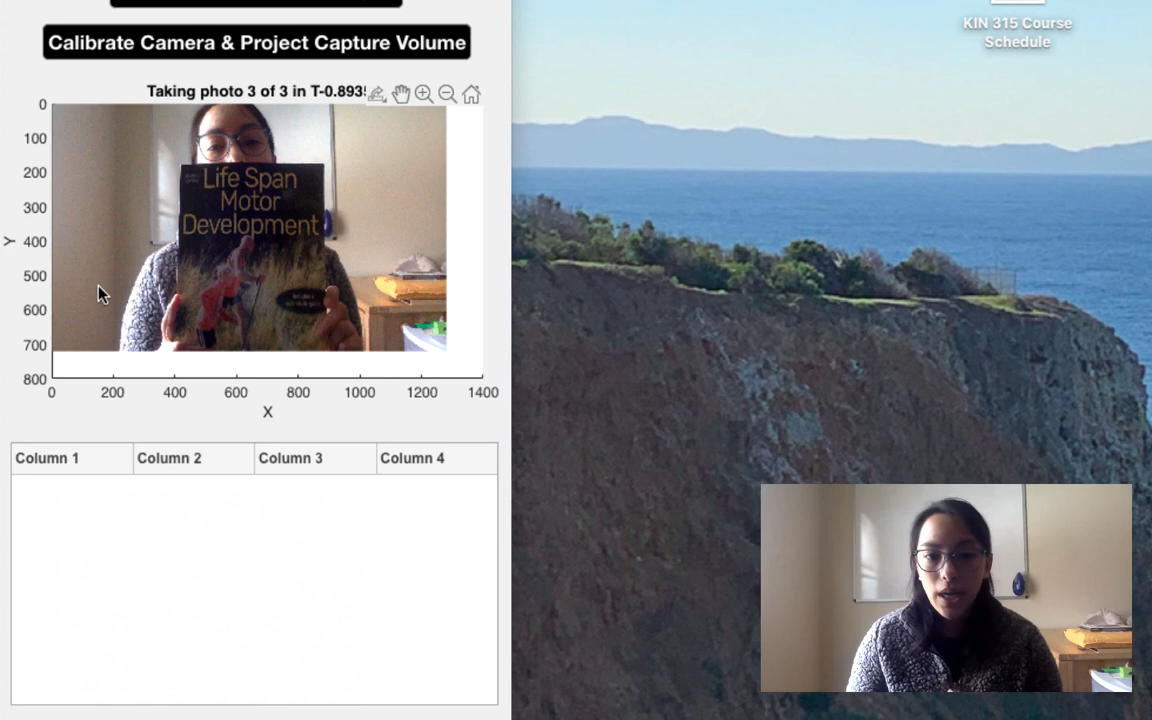 Calibrate Camera & Project Capture Volume
KIN 315 Course
Schedule
Taking photo 3 of 3 in T-0.893
0
100
200
300
400
500
600
700
800
Y
Life Span
Motor
Development
0 200 400 600 800 1000 1200 1400
X
Column 1 Column 2 Column 3 Column 4